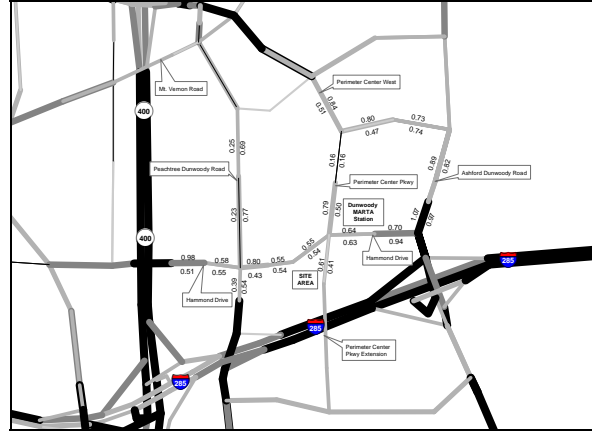 Perimeter Center West
Mt. Vernon Road
400
0.84
0.51
0.80
0.73
0.47
0.74
0.25
0.69
0.16
0.16
0.89
0.82
Peachtree Dunwoody Road
Ashford Dunwoody Road
Perimeter Center Pkwy
0.23
0.77
0.79
0.50
Dunwoody
MARTA
Station
1.07
0.97
400
0.64
0.70
0.63
0.94
0.55
0.54
Hammond Drive
0.98
0.58
0.80
0.55
0.51
0.55
0.43
0.54
0.61
0.41
SITE
AREA
0.39
0.54
Hammond Drive
285
285
Perimeter Center
Pkwy Extension
285